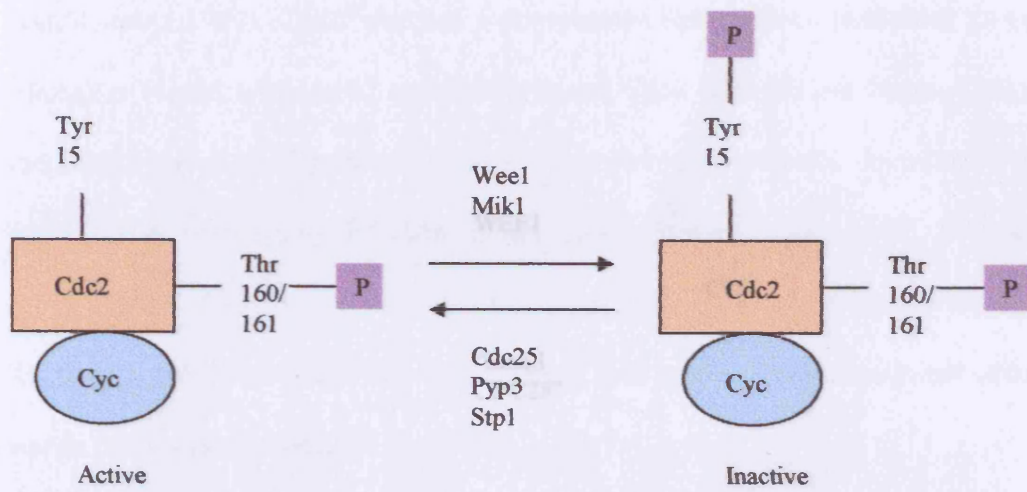 P
Tyr
15
Tyr
15
Wee1
Mik1
Cdc2
Thr
160/
161
P
Cdc2
Thr
160/
161
P
Cyc
Cdc25
Pyp3
Stp1
Cyc
Active
Inactive